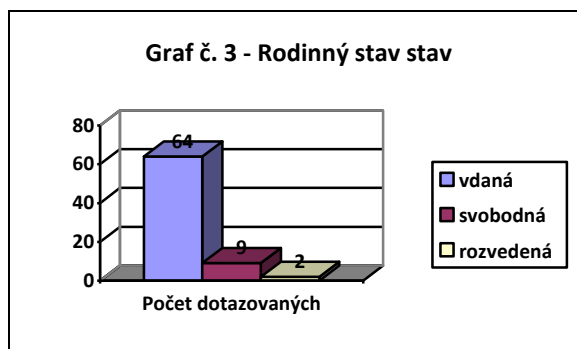 Graf č. 3 - Rodinný stav stav
80
60
40
20
0
64
9
2
Počet dotazovaných
vdaná
svobodná
rozvedená